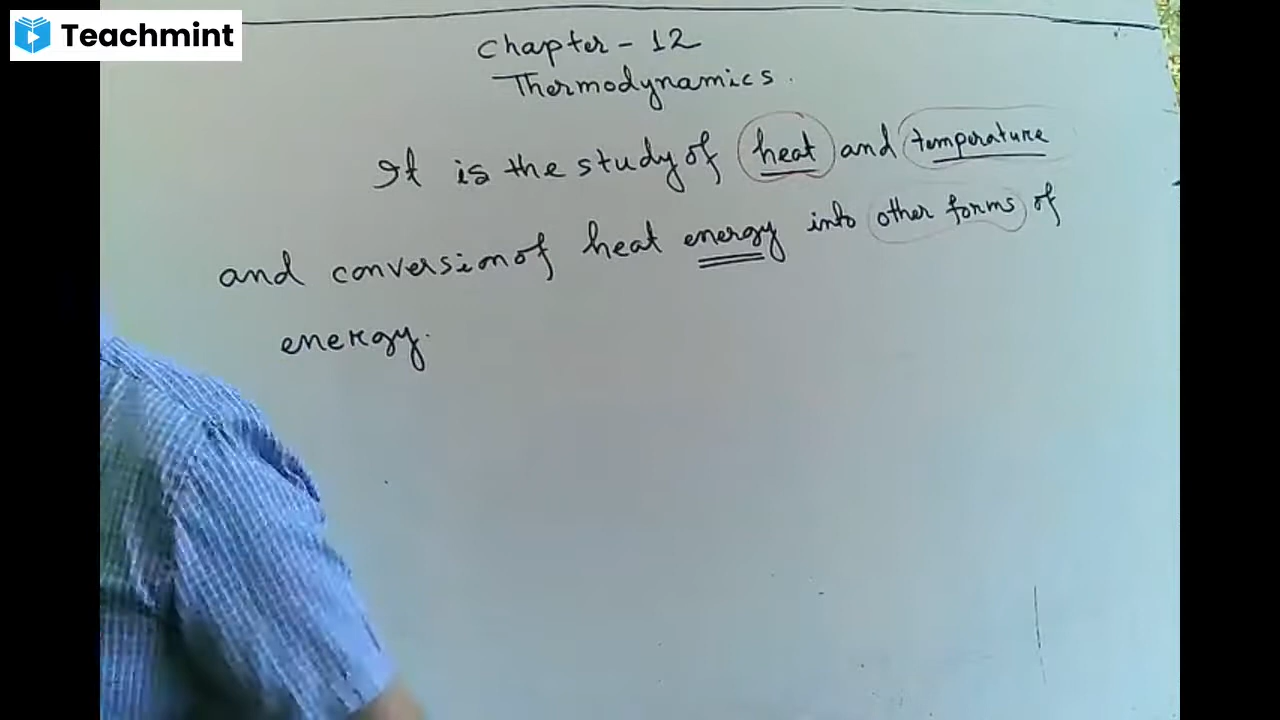 Teachmint
Chapter - 12
Thermodynamics.
It is the study of heat and temperature
and conversion of heat energy into other forms of
energy.